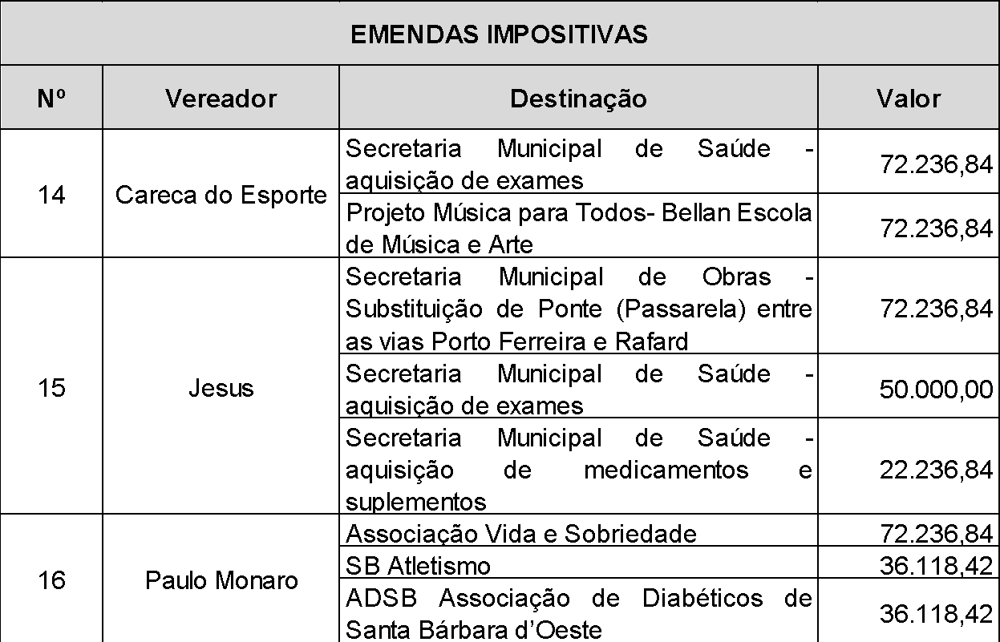 EMENDAS IMPOSITIVAS
Nº Vereador Destinação Valor
14 Careca do Esporte
Secretaria Municipal de Saúde -
aquisição de exames
72.236,84
Projeto Música para Todos- Bellan Escola
de Música e Arte
72.236,84
15 Jesus
Secretaria Municipal de Obras -
Substituição de Ponte (Passarela) entre
as vias Porto Ferreira e Rafard
72.236,84
Secretaria Municipal de Saúde -
aquisição de exames
50.000,00
Secretaria Municipal de Saúde -
aquisição de medicamentos e
suplementos
22.236,84
16 Paulo Monaro
Associação Vida e Sobriedade 72.236,84
SB Atletismo 36.118,42
ADSB Associação de Diabéticos de
Santa Bárbara d’Oeste
36.118,42